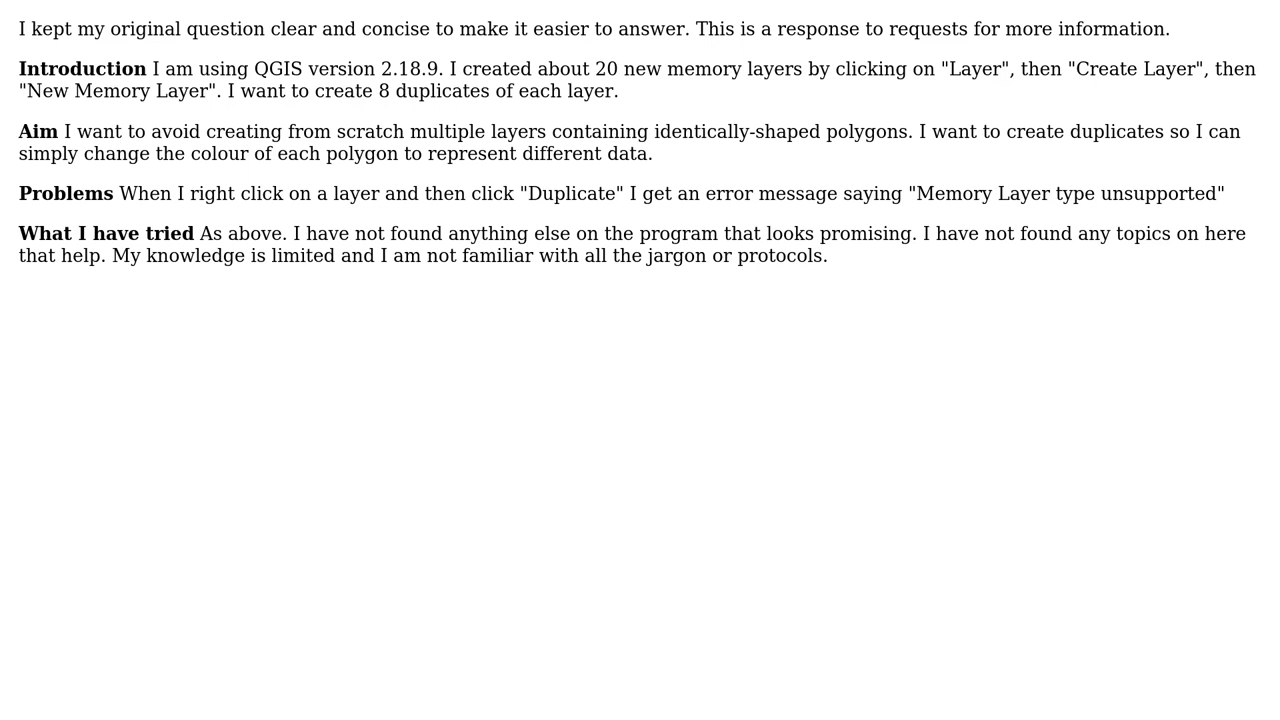 I kept my original question clear and concise to make it easier to answer. This is a response to requests for more information.
Introduction I am using QGIS version 2.18.9. I created about 20 new memory layers by clicking on "Layer", then "Create Layer", then
"New Memory Layer". I want to create 8 duplicates of each layer.
Aim I want to avoid creating from scratch multiple layers containing identically-shaped polygons. I want to create duplicates so I can
simply change the colour of each polygon to represent different data.
Problems When I right click on a layer and then click "Duplicate" I get an error message saying "Memory Layer type unsupported"
What I have tried As above. I have not found anything else on the program that looks promising. I have not found any topics on here
that help. My knowledge is limited and I am not familiar with all the jargon or protocols.